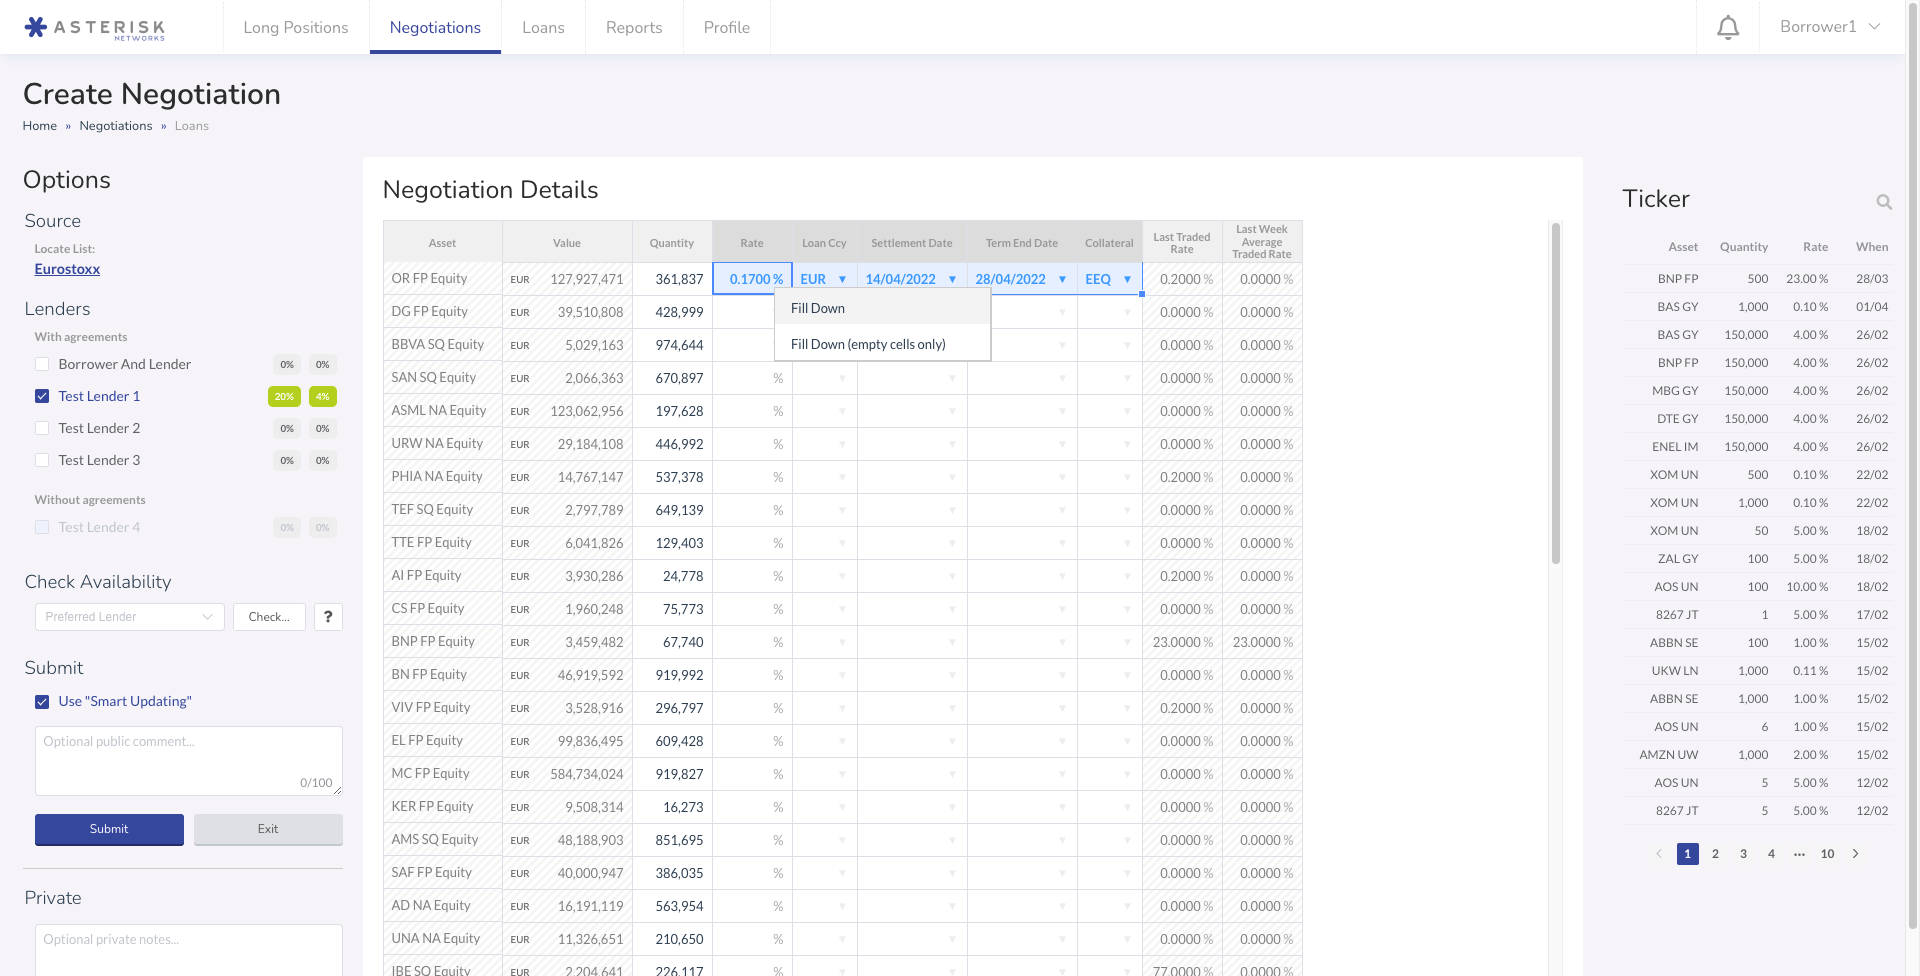 ASTERISK
NETWORKS
Long Positions
Negotiations
Loans
Reports
Profile
Borrower1
Create Negotiation
Home » Negotiations » Loans
Options
Source
Locate List:
Eurostoxx
Lenders
With agreements
Borrower And Lender 0% 0%
Test Lender 1 20% 4%
Test Lender 2 0% 0%
Test Lender 3 0% 0%
Without agreements
Test Lender 4 0% 0%
Check Availability
Preferred Lender Check... ?
Submit
Use "Smart Updating"
Optional public comment...
0/100
Submit Exit
Private
Optional private notes...
Negotiation Details
Asset Value Quantity Rate Loan Ccy Settlement Date Term End Date Collateral Last Traded Rate Last Week Average Traded Rate
OR FP Equity EUR 127,927,471 361,837 0.1700 % EUR ▼ 14/04/2022 ▼ 28/04/2022 ▼ EEQ ▼ 0.2000 % 0.0000 %
DG FP Equity EUR 39,510,808 428,999 0.0000 % 0.0000 %
BBVA SQ Equity EUR 5,029,163 974,644 0.0000 % 0.0000 %
Fill Down
Fill Down (empty cells only)
SAN SQ Equity EUR 2,066,363 670,897 % 0.0000 % 0.0000 %
ASML NA Equity EUR 123,062,956 197,628 % 0.0000 % 0.0000 %
URW NA Equity EUR 29,184,108 446,992 % 0.0000 % 0.0000 %
PHIA NA Equity EUR 14,767,147 537,378 % 0.2000 % 0.0000 %
TEF SQ Equity EUR 2,797,789 649,139 % 0.0000 % 0.0000 %
TTE FP Equity EUR 6,041,826 129,403 % 0.0000 % 0.0000 %
AI FP Equity EUR 3,930,286 24,778 % 0.2000 % 0.0000 %
CS FP Equity EUR 1,960,248 75,773 % 0.0000 % 0.0000 %
BNP FP Equity EUR 3,459,482 67,740 % 23.0000 % 23.0000 %
BN FP Equity EUR 46,919,592 919,992 % 0.0000 % 0.0000 %
VIV FP Equity EUR 3,528,916 296,797 % 0.2000 % 0.0000 %
EL FP Equity EUR 99,836,495 609,428 % 0.0000 % 0.0000 %
MC FP Equity EUR 584,734,024 919,827 % 0.0000 % 0.0000 %
KER FP Equity EUR 9,508,314 16,273 % 0.0000 % 0.0000 %
AMS SQ Equity EUR 48,188,903 851,695 % 0.0000 % 0.0000 %
SAF FP Equity EUR 40,000,947 386,035 % 0.0000 % 0.0000 %
AD NA Equity EUR 16,191,119 563,954 % 0.0000 % 0.0000 %
UNA NA Equity EUR 11,326,651 210,650 % 0.0000 % 0.0000 %
IBE SQ Equity EUR 2,204,641 226,117 % 77.0000 % 0.0000 %
Ticker
Asset Quantity Rate When
BNP FP 500 23.00 % 28/03
BAS GY 1,000 0.10 % 01/04
BAS GY 150,000 4.00 % 26/02
BNP FP 150,000 4.00 % 26/02
MBG GY 150,000 4.00 % 26/02
DTE GY 150,000 4.00 % 26/02
ENEL IM 150,000 4.00 % 26/02
XOM UN 500 0.10 % 22/02
XOM UN 1,000 0.10 % 22/02
XOM UN 50 5.00 % 18/02
ZAL GY 100 5.00 % 18/02
AOS UN 100 10.00 % 18/02
8267 JT 1 5.00 % 17/02
ABBN SE 100 1.00 % 15/02
UKW LN 1,000 0.11 % 15/02
ABBN SE 1,000 1.00 % 15/02
AOS UN 6 1.00 % 15/02
AMZN UW 1,000 2.00 % 15/02
AOS UN 5 5.00 % 12/02
8267 JT 5 5.00 % 12/02
1 2 3 4 ••• 10